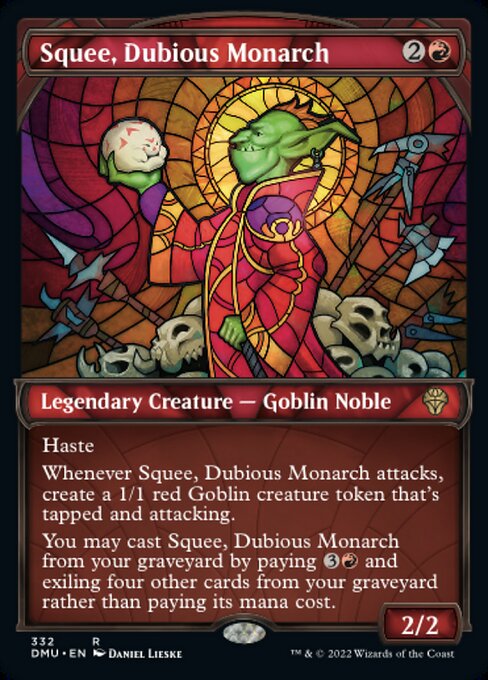 Squee, Dubious Monarch 2
Legendary Creature — Goblin Noble
Haste
Whenever Squee, Dubious Monarch attacks,
create a 1/1 red Goblin creature token that's
tapped and attacking.
You may cast Squee, Dubious Monarch
from your graveyard by paying 3 and
exiling four other cards from your graveyard
rather than paying its mana cost.
2/2
332 R
DMU • EN Daniel Lieske
™ & © 2022 Wizards of the Coast